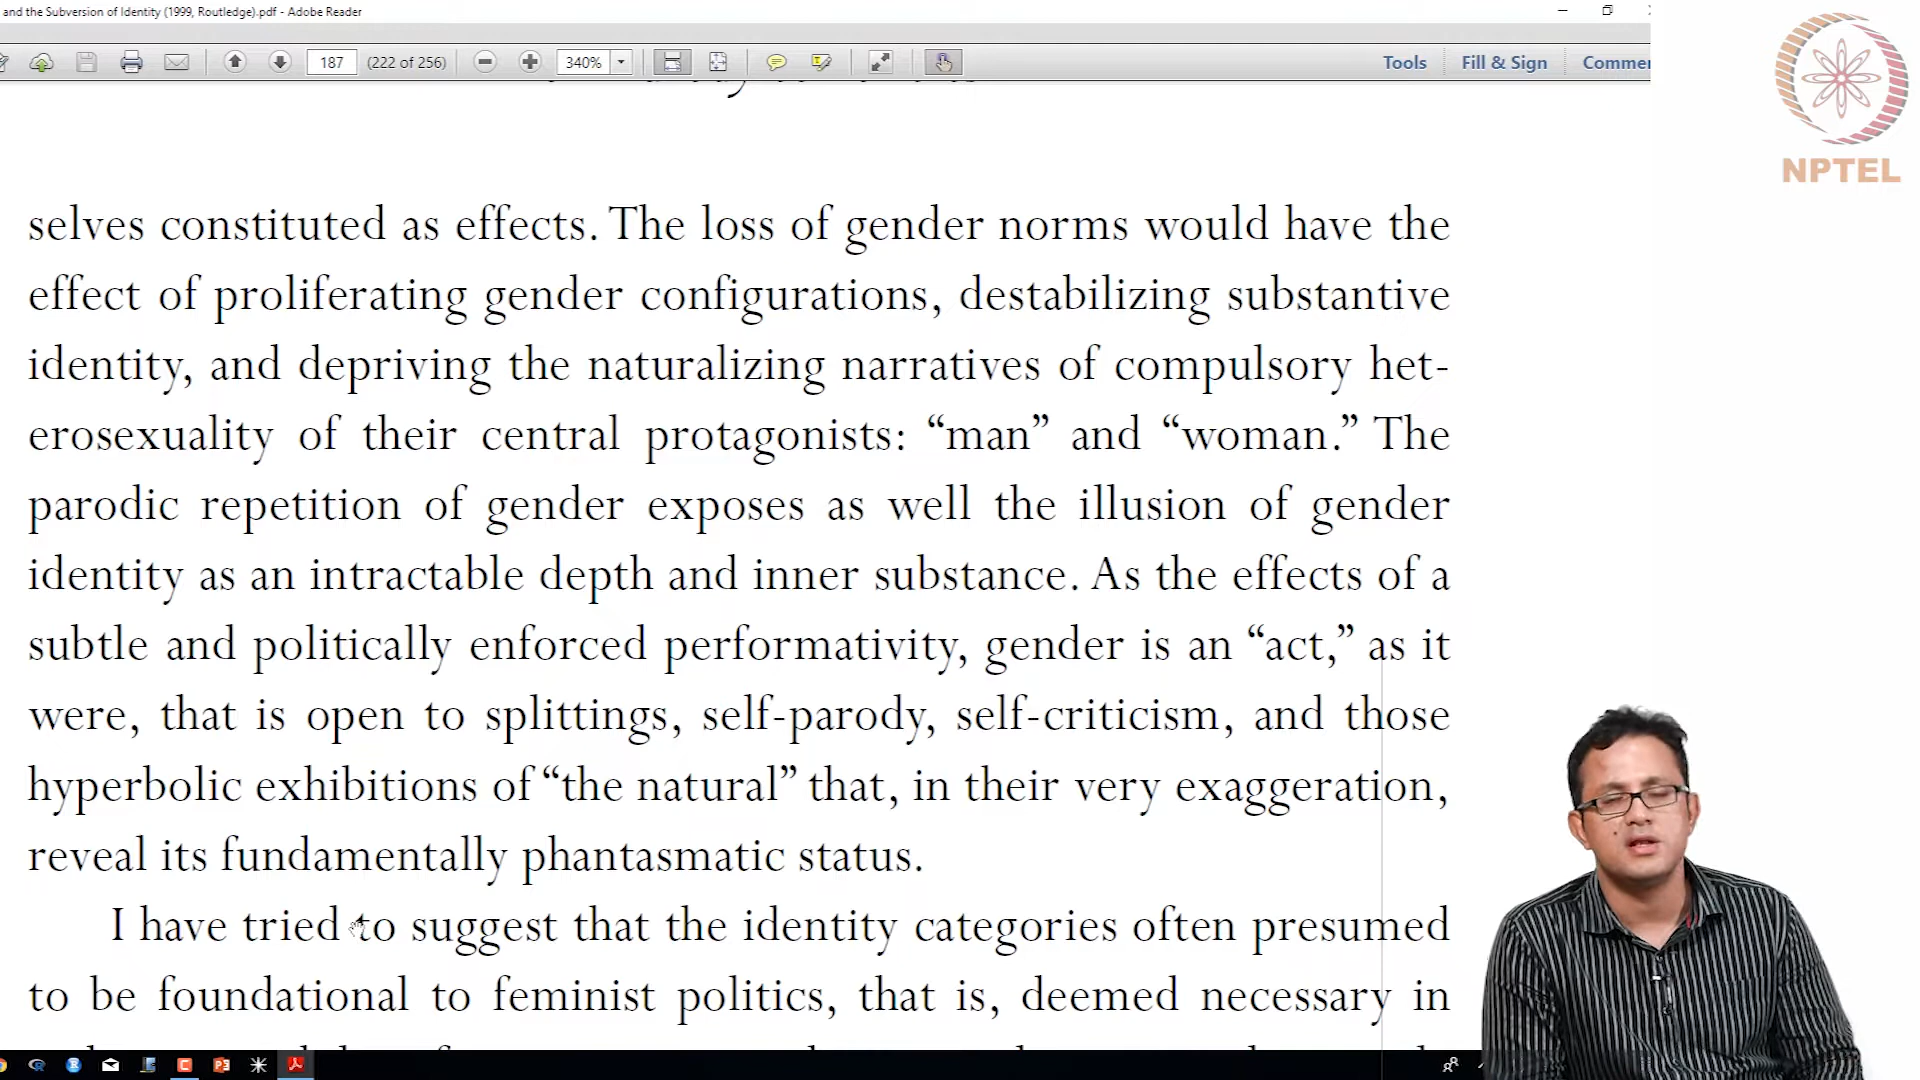 and the Subversion of Identity (1999, Routledge).pdf - Adobe Reader
187 (222 of 256) 340% Tools Fill & Sign Commen
NPTEL
selves constituted as effects. The loss of gender norms would have the
effect of proliferating gender configurations, destabilizing substantive
identity, and depriving the naturalizing narratives of compulsory het-
erosexuality of their central protagonists: “man” and “woman.” The
parodic repetition of gender exposes as well the illusion of gender
identity as an intractable depth and inner substance. As the effects of a
subtle and politically enforced performativity, gender is an “act,” as it
were, that is open to splittings, self-parody, self-criticism, and those
hyperbolic exhibitions of “the natural” that, in their very exaggeration,
reveal its fundamentally phantasmatic status.
I have tried to suggest that the identity categories often presumed
to be foundational to feminist politics, that is, deemed necessary in